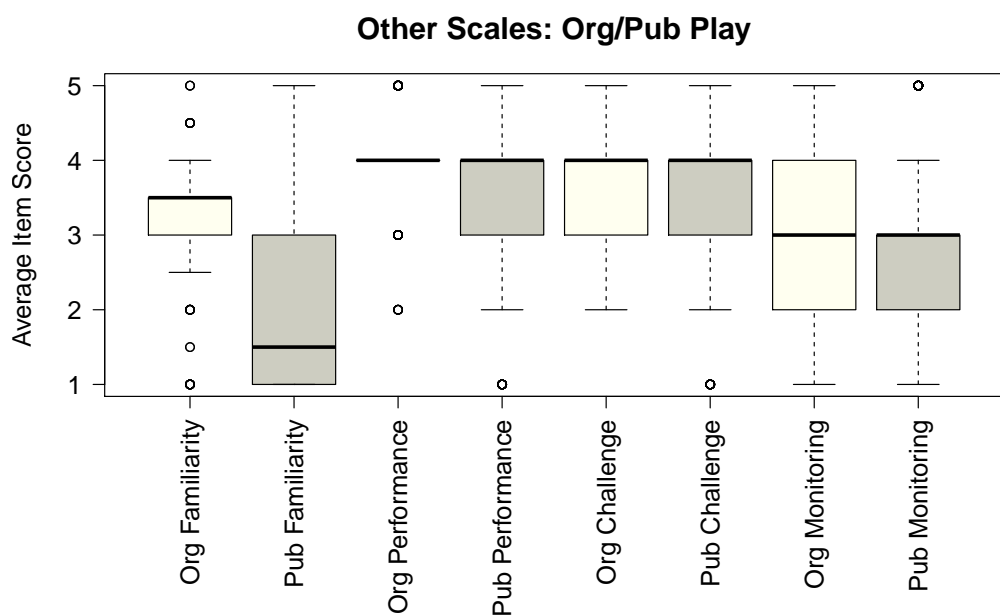 Other Scales: Org/Pub Play
Average Item Score
5
4
3
2
1
Org Familiarity
Pub Familiarity
Org Performance
Pub Performance
Org Challenge
Pub Challenge
Org Monitoring
Pub Monitoring